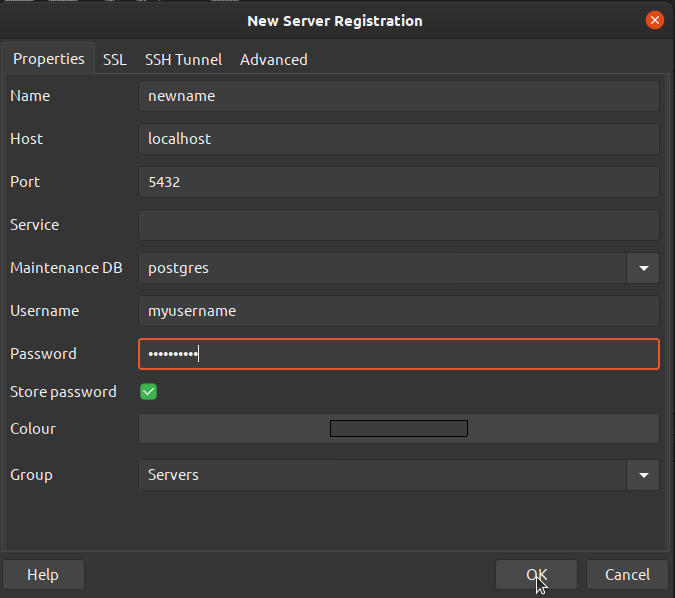 New Server Registration
Properties SSL SSH Tunnel Advanced
Name newname
Host localhost
Port 5432
Service
Maintenance DB postgres
Username myusername
Password ••••••••••
Store password
Colour
Group Servers
Help OK Cancel